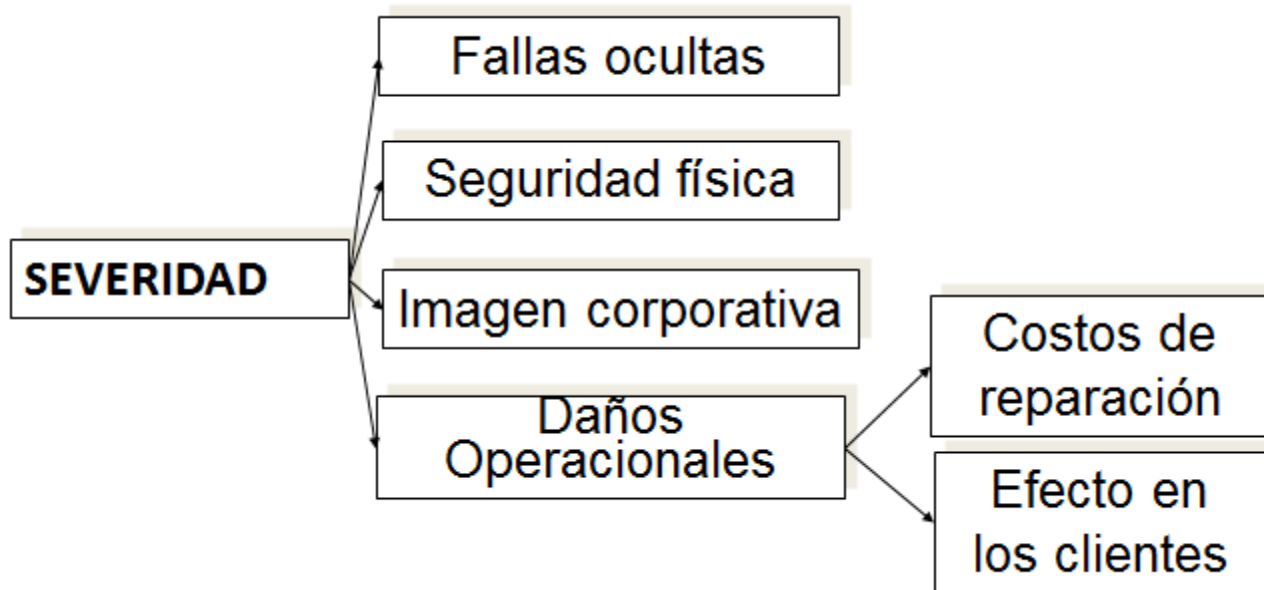 Fallas ocultas
Seguridad física
SEVERIDAD
Imagen corporativa
Daños
Operacionales
Costos de
reparación
Efecto en
los clientes